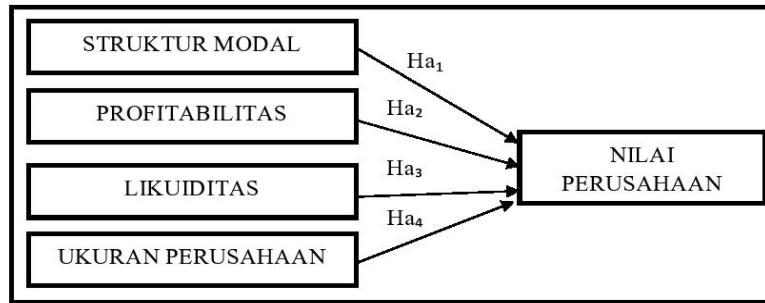 STRUKTUR MODAL
Ha₁
PROFITABILITAS
Ha₂
LIKUIDITAS
Ha₃
UKURAN PERUSAHAAN
Ha₄
NILAI
PERUSAHAAN